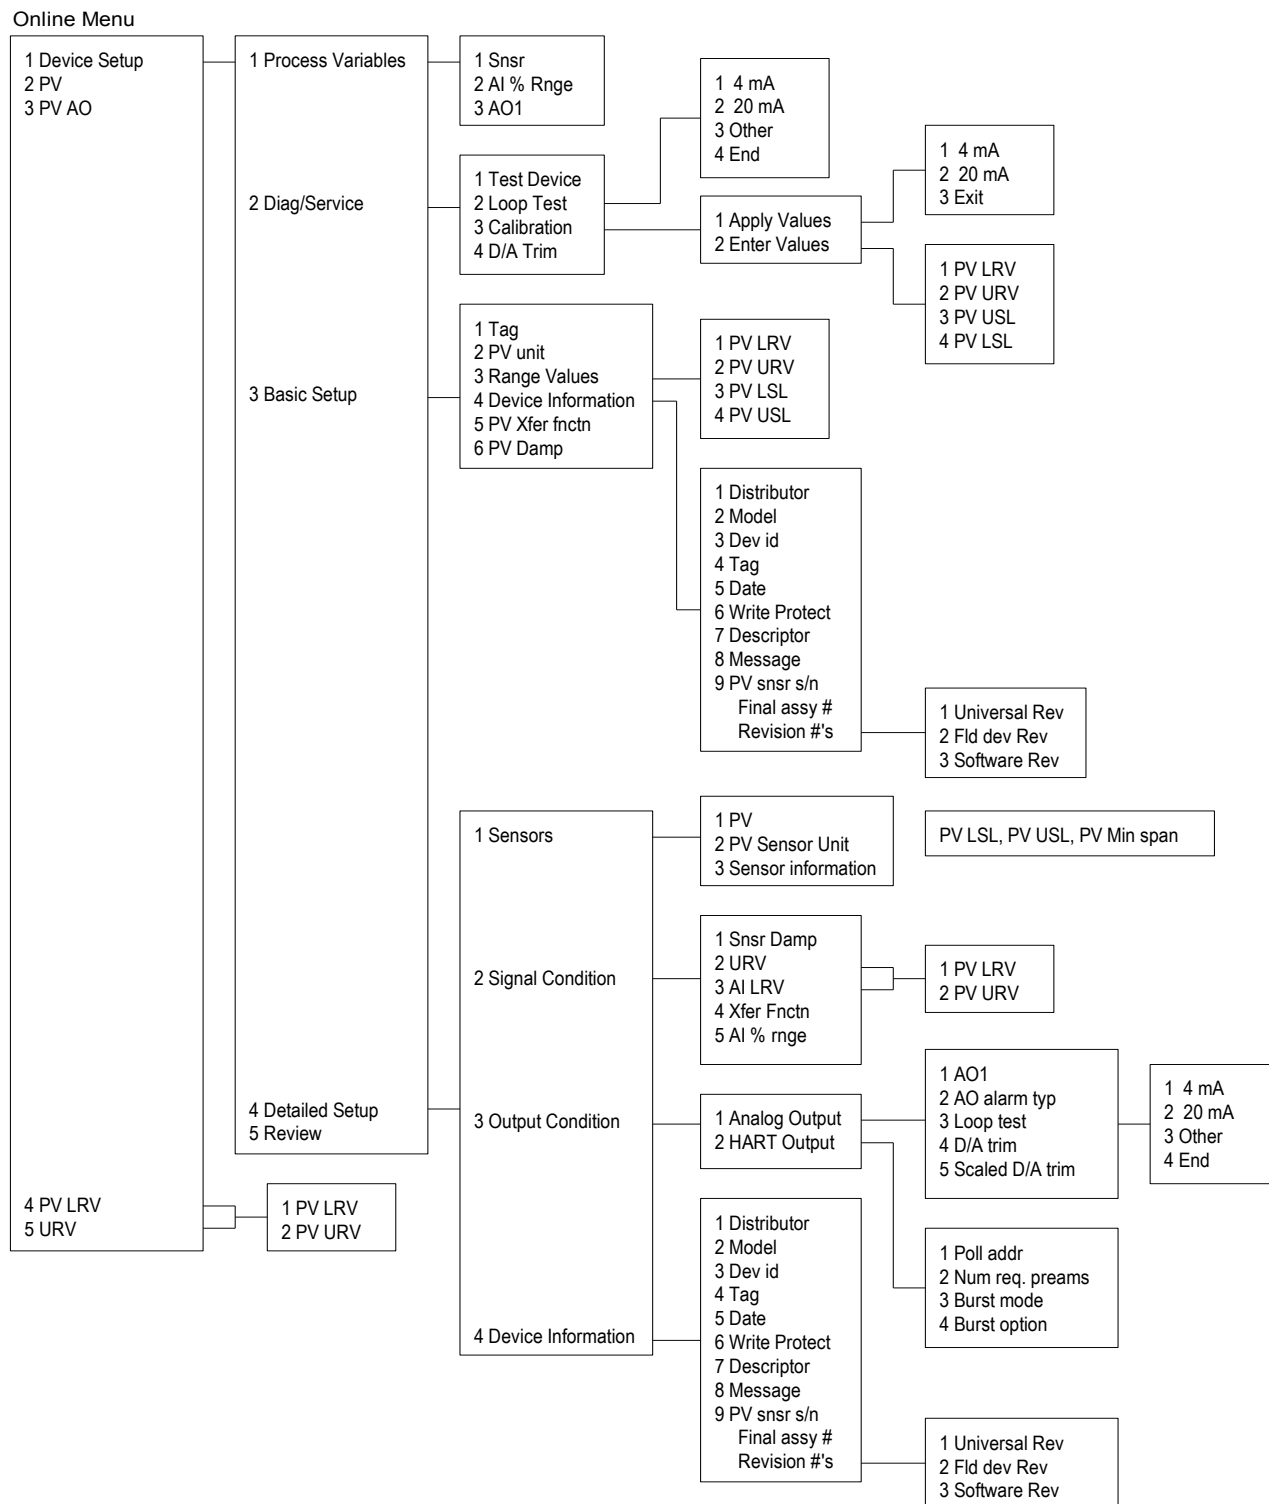 Online Menu
1 Device Setup
2 PV
3 PV AO
4 PV LRV
5 URV
1 Process Variables
2 Diag/Service
3 Basic Setup
4 Detailed Setup
5 Review
1 PV LRV
2 PV URV
1 Snsr
2 AI % Rnge
3 AO1
1 Test Device
2 Loop Test
3 Calibration
4 D/A Trim
1 4 mA
2 20 mA
3 Other
4 End
1 Apply Values
2 Enter Values
1 4 mA
2 20 mA
3 Exit
1 PV LRV
2 PV URV
3 PV USL
4 PV LSL
1 Tag
2 PV unit
3 Range Values
4 Device Information
5 PV Xfer fnctn
6 PV Damp
1 PV LRV
2 PV URV
3 PV LSL
4 PV USL
1 Distributor
2 Model
3 Dev id
4 Tag
5 Date
6 Write Protect
7 Descriptor
8 Message
9 PV snsr s/n
Final assy #
Revision #'s
1 Universal Rev
2 Fld dev Rev
3 Software Rev
1 Sensors
2 Signal Condition
3 Output Condition
4 Device Information
1 PV
2 PV Sensor Unit
3 Sensor information
PV LSL, PV USL, PV Min span
1 Snsr Damp
2 URV
3 AI LRV
4 Xfer Fnctn
5 AI % rnge
1 PV LRV
2 PV URV
1 Analog Output
2 HART Output
1 AO1
2 AO alarm typ
3 Loop test
4 D/A trim
5 Scaled D/A trim
1 4 mA
2 20 mA
3 Other
4 End
1 Poll addr
2 Num req. preams
3 Burst mode
4 Burst option
1 Distributor
2 Model
3 Dev id
4 Tag
5 Date
6 Write Protect
7 Descriptor
8 Message
9 PV snsr s/n
Final assy #
Revision #'s
1 Universal Rev
2 Fld dev Rev
3 Software Rev